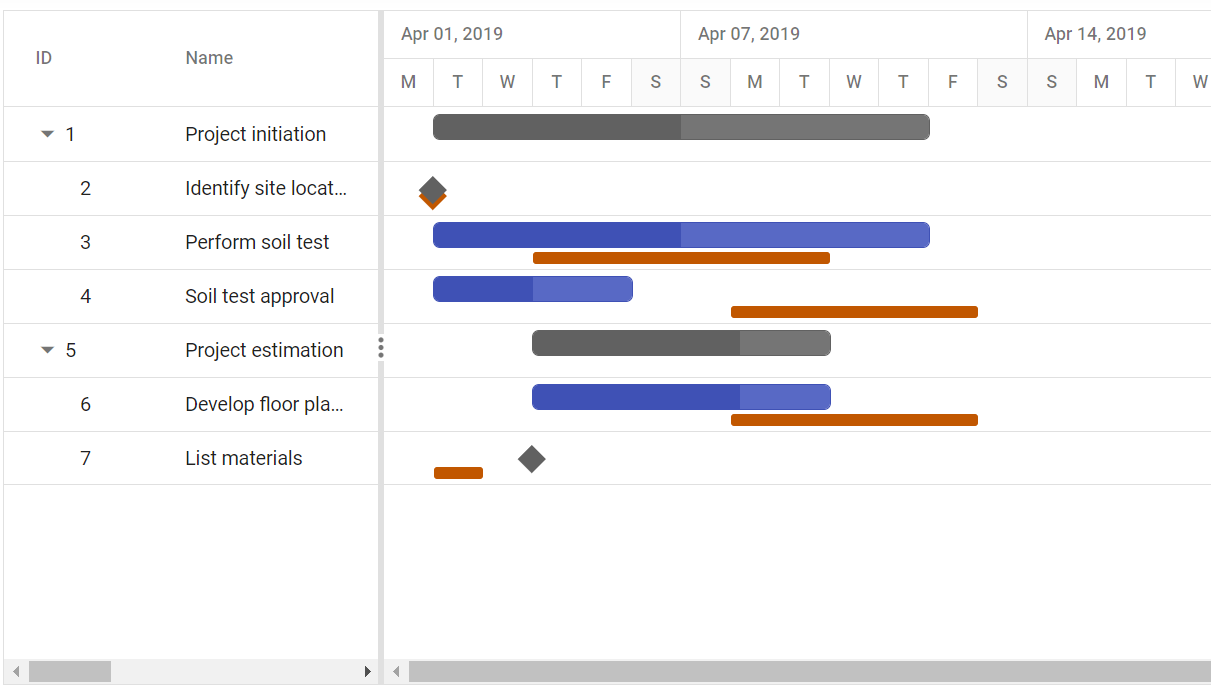 Apr 01, 2019 Apr 07, 2019 Apr 14, 2019
ID Name
M T W T F S S M T W T F S S M T W
1 Project initiation
2 Identify site locat...
3 Perform soil test
4 Soil test approval
5 Project estimation
6 Develop floor pla...
7 List materials